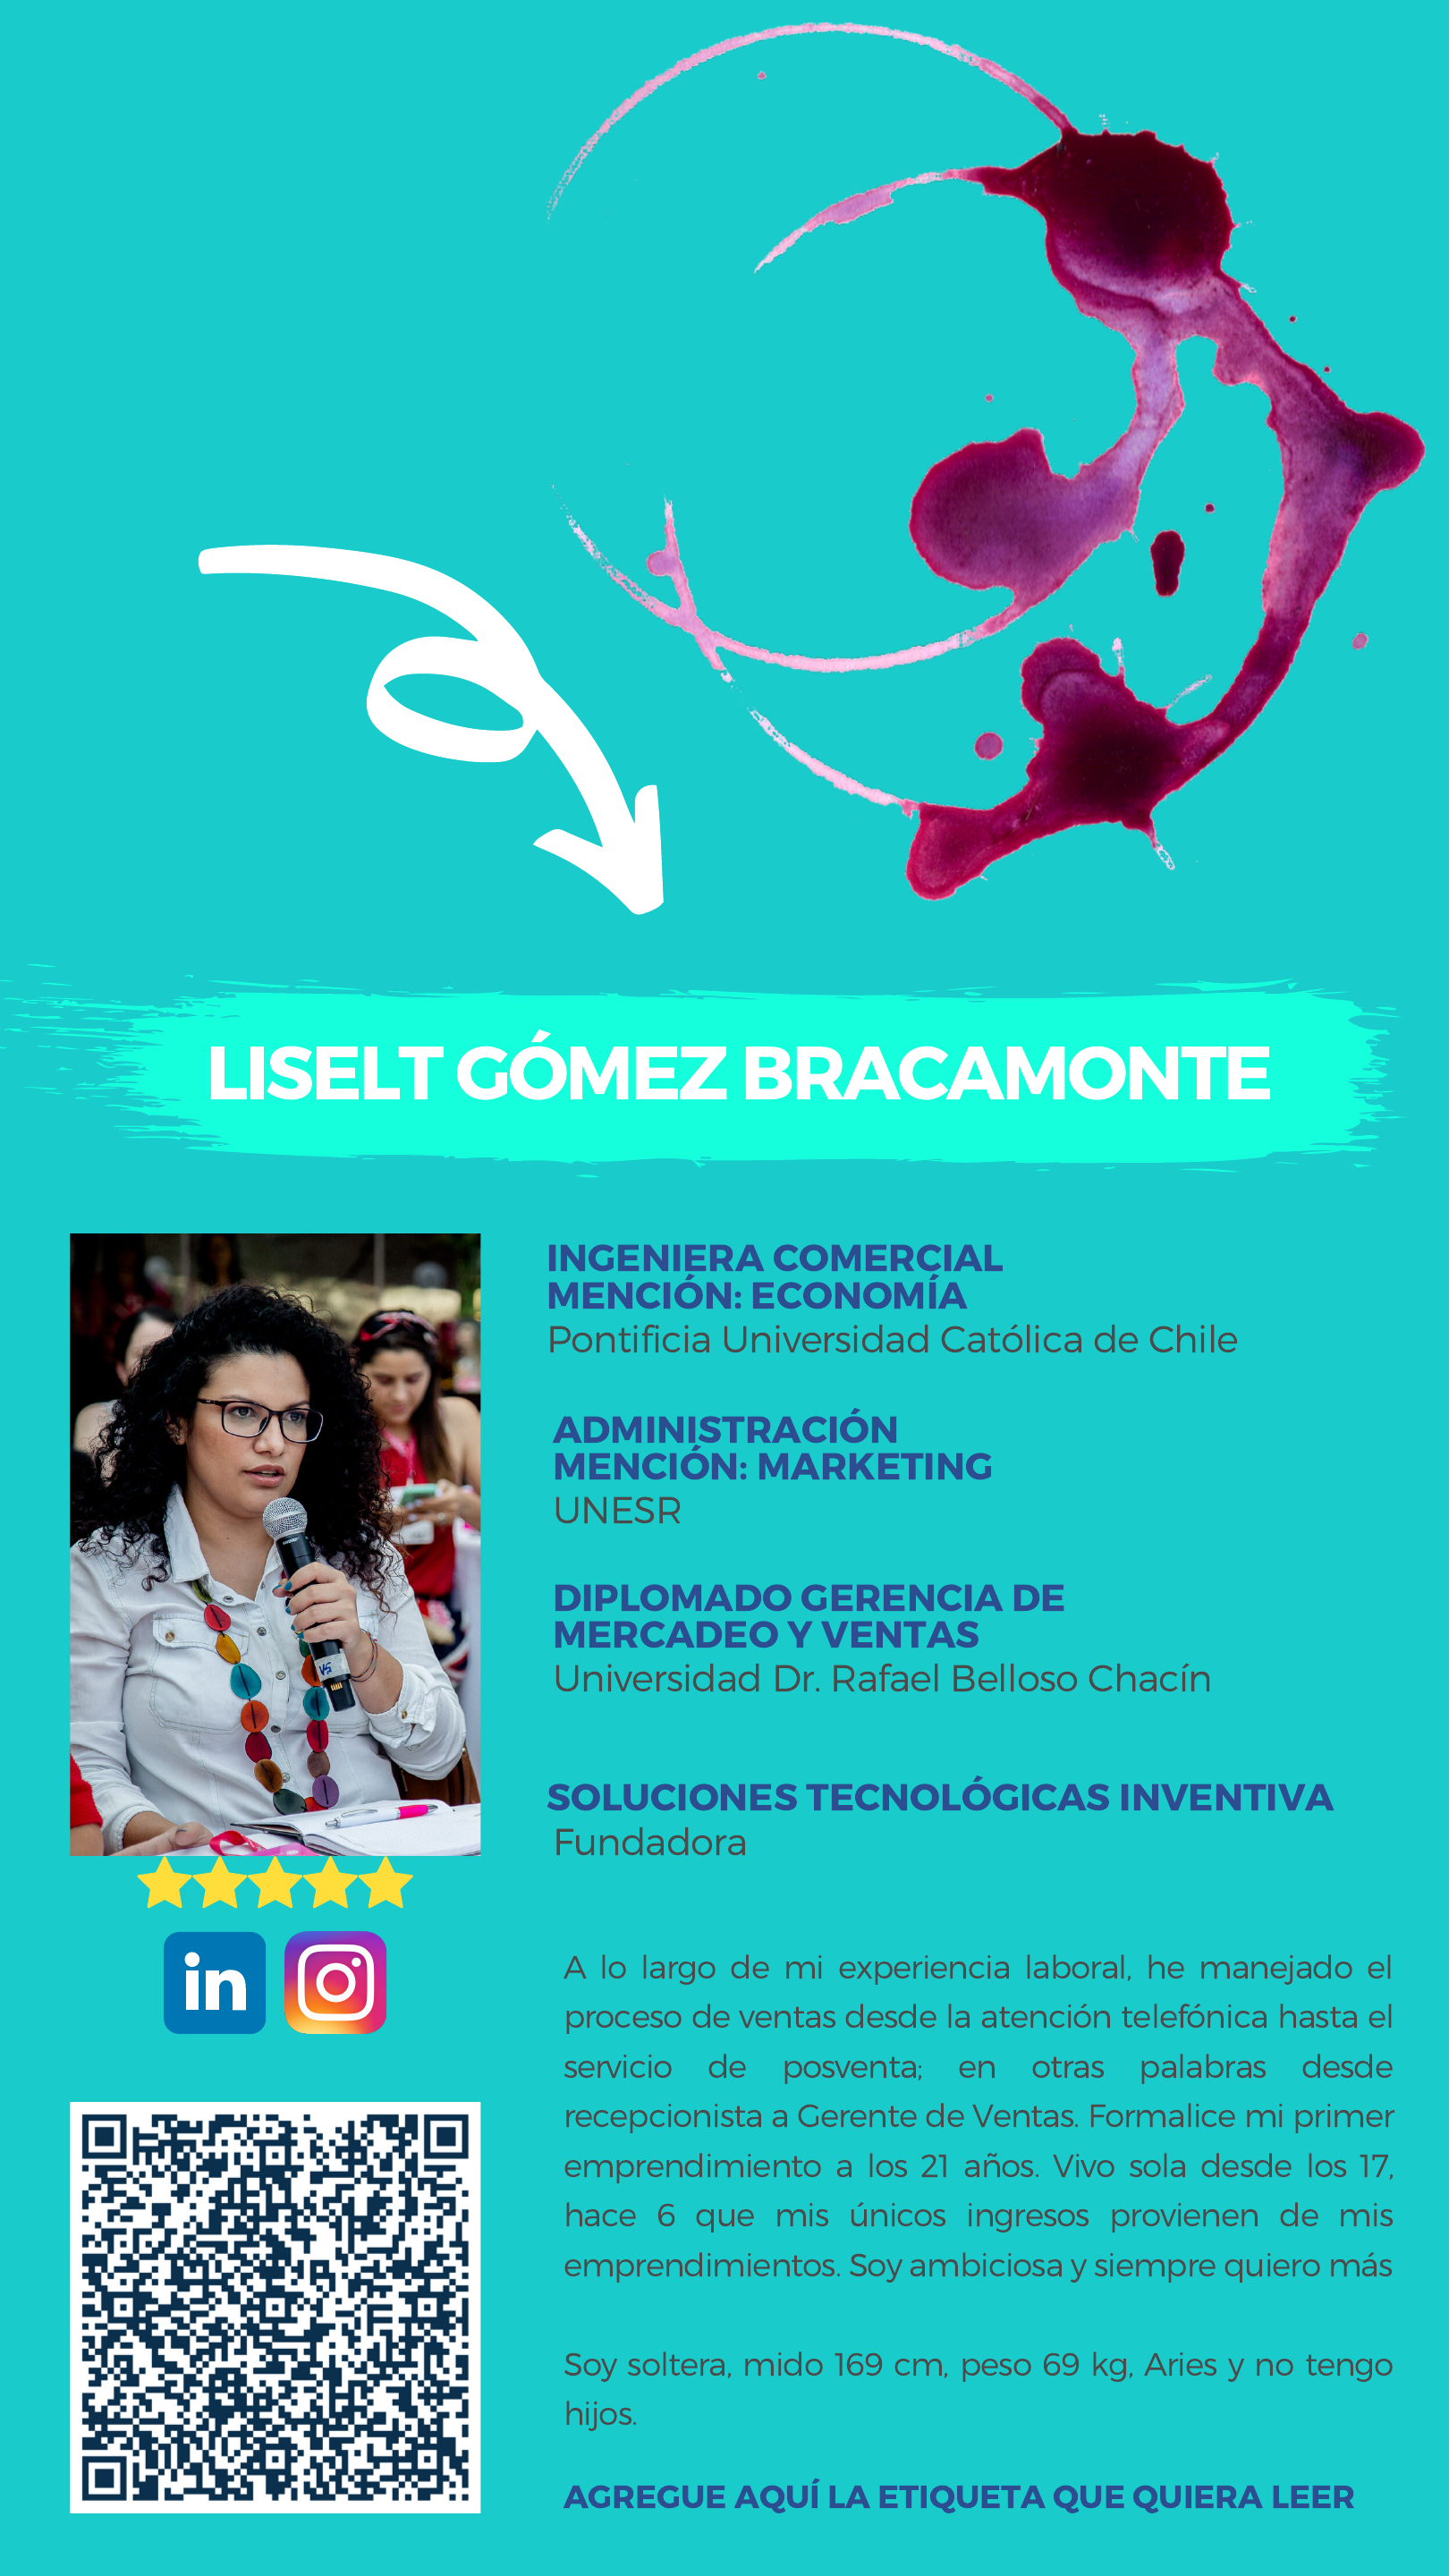 LISELT GÓMEZ BRACAMONTE
INGENIERA COMERCIAL
MENCIÓN: ECONOMÍA
Pontificia Universidad Católica de Chile
ADMINISTRACIÓN
MENCIÓN: MARKETING
UNESR
DIPLOMADO GERENCIA DE
MERCADEO Y VENTAS
Universidad Dr. Rafael Belloso Chacín
SOLUCIONES TECNOLÓGICAS INVENTIVA
Fundadora
in
A lo largo de mi experiencia laboral, he manejado el
proceso de ventas desde la atención telefónica hasta el
servicio de posventa; en otras palabras desde
recepcionista a Gerente de Ventas. Formalice mi primer
emprendimiento a los 21 años. Vivo sola desde los 17,
hace 6 que mis únicos ingresos provienen de mis
emprendimientos. Soy ambiciosa y siempre quiero más
Soy soltera, mido 169 cm, peso 69 kg, Aries y no tengo
hijos.
AGREGUE AQUÍ LA ETIQUETA QUE QUIERA LEER